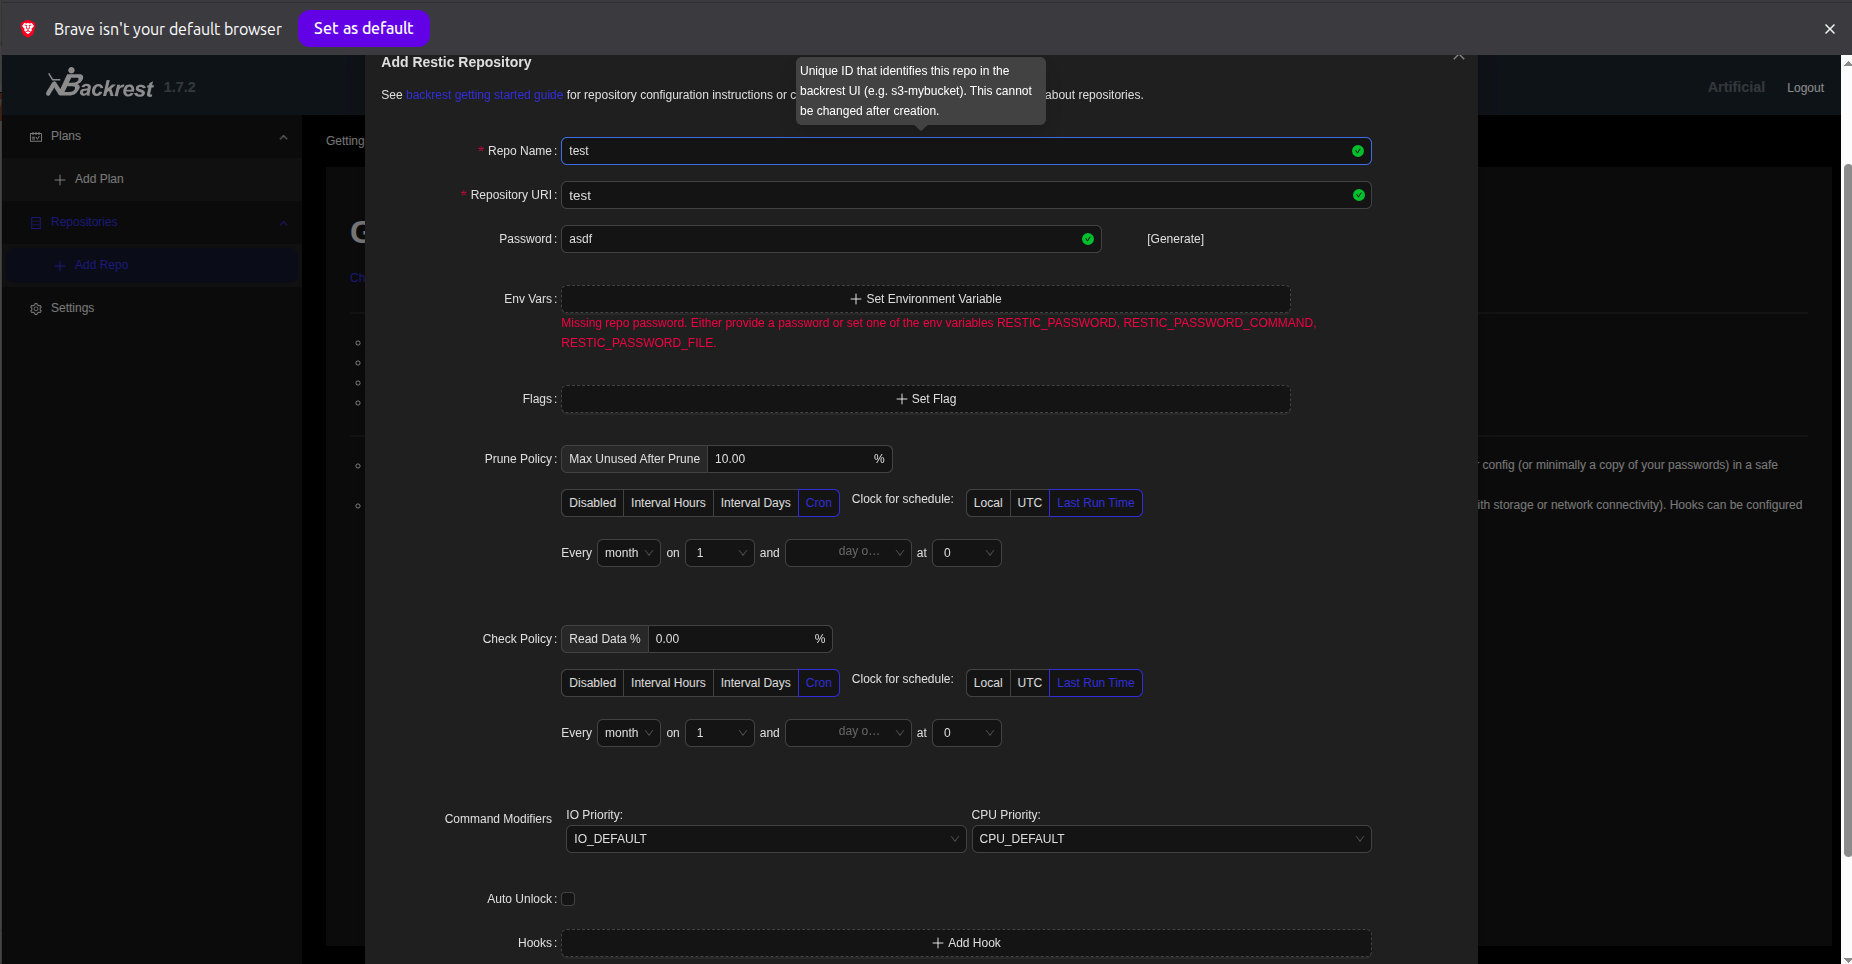 Brave isn't your default browser
Set as default
Backrest 1.7.2
Artificial
Logout
Plans
Add Plan
Repositories
Add Repo
Settings
Getting
G
Ch
Add Restic Repository
Unique ID that identifies this repo in the
backrest UI (e.g. s3-mybucket). This cannot
be changed after creation.
See backrest getting started guide for repository configuration instructions or c
about repositories.
* Repo Name: test
* Repository URI: test
Password: asdf
[Generate]
Env Vars: Set Environment Variable
Missing repo password. Either provide a password or set one of the env variables RESTIC_PASSWORD, RESTIC_PASSWORD_COMMAND,
RESTIC_PASSWORD_FILE.
Flags: Set Flag
Prune Policy: Max Unused After Prune 10.00 %
Disabled Interval Hours Interval Days Cron Clock for schedule: Local UTC Last Run Time
Every month on 1 and day o... at 0
Check Policy: Read Data % 0.00 %
Disabled Interval Hours Interval Days Cron Clock for schedule: Local UTC Last Run Time
Every month on 1 and day o... at 0
Command Modifiers
IO Priority:
IO_DEFAULT
CPU Priority:
CPU_DEFAULT
Auto Unlock:
Hooks: Add Hook
config (or minimally a copy of your passwords) in a safe
ith storage or network connectivity). Hooks can be configured